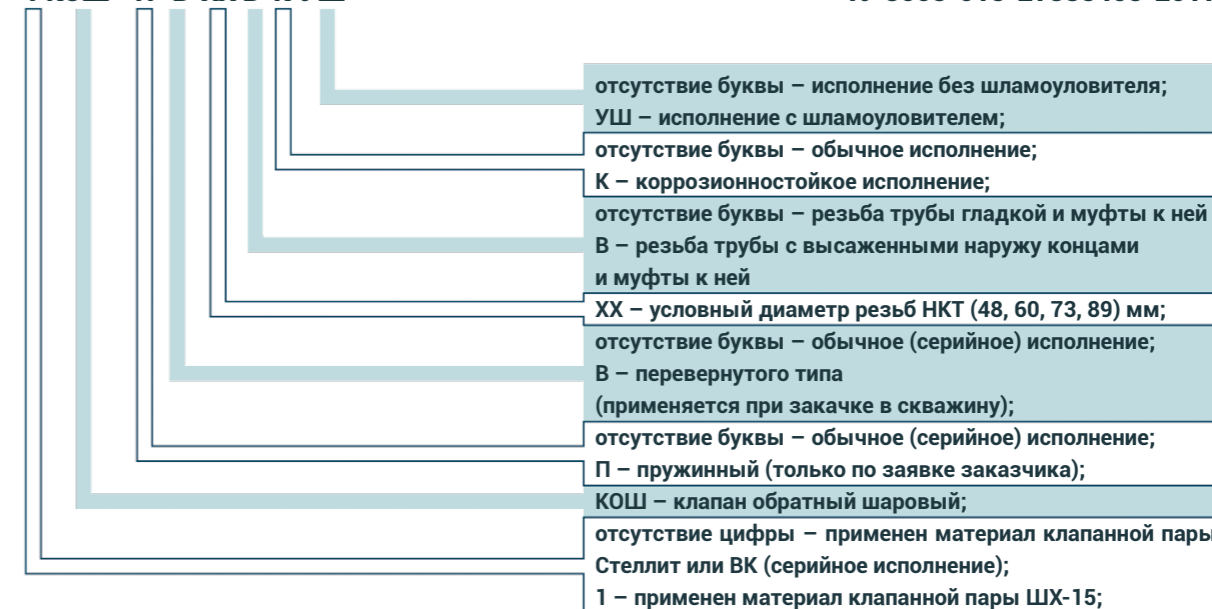 отсутствие буквы – исполнение без шламоуловителя;
УШ – исполнение с шламоуловителем;
отсутствие буквы – обычное исполнение;
К – коррозионностойкое исполнение;
отсутствие буквы – резьба трубы гладкой и муфты к ней
В – резьба трубы с высаженными наружу концами
и муфты к ней
ХХ – условный диаметр резьб НКТ (48, 60, 73, 89) мм;
отсутствие буквы – обычное (серийное) исполнение;
В – перевернутого типа
(применяется при закачке в скважину);
отсутствие буквы – обычное (серийное) исполнение;
П – пружинный (только по заявке заказчика);
КОШ – клапан обратный шаровый;
отсутствие цифры – применен материал клапанной пары
Стеллит или ВК (серийное исполнение);
1 – применен материал клапанной пары ШХ-15;